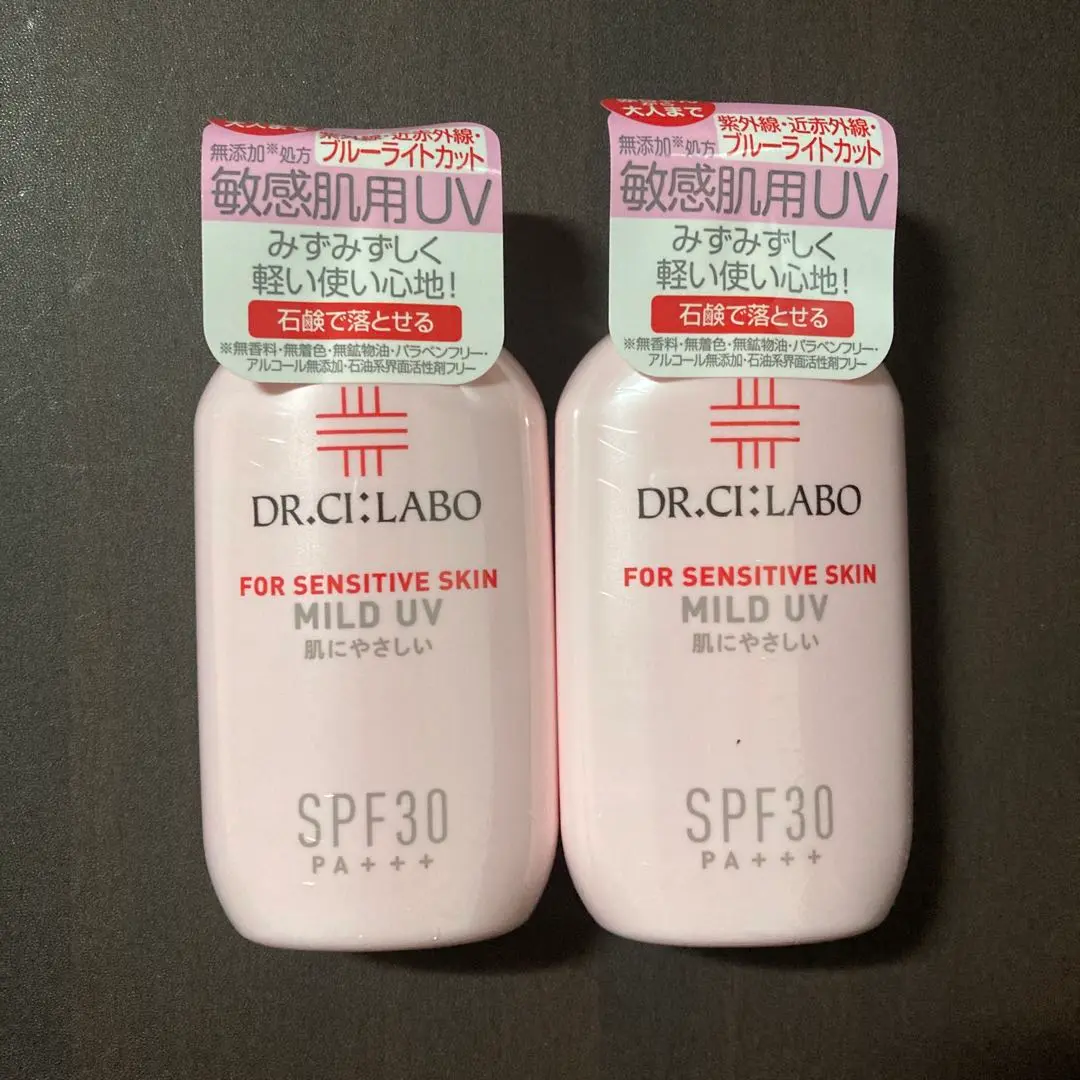 大人まで
無添加※処方
紫外線・近赤外線・
ブルーライトカット
敏感肌用UV
みずみずしく
軽い使い心地!
石鹸で落とせる
※無香料・無着色・無鉱物油・パラベンフリー・
アルコール無添加・石油系界面活性剤フリー
DR.CI:LABO
FOR SENSITIVE SKIN
MILD UV
肌にやさしい
SPF30
PA+++
大人まで
無添加※処方
紫外線・近赤外線・
ブルーライトカット
敏感肌用UV
みずみずしく
軽い使い心地!
石鹸で落とせる
※無香料・無着色・無鉱物油・パラベンフリー・
アルコール無添加・石油系界面活性剤フリー
DR.CI:LABO
FOR SENSITIVE SKIN
MILD UV
肌にやさしい
SPF30
PA+++